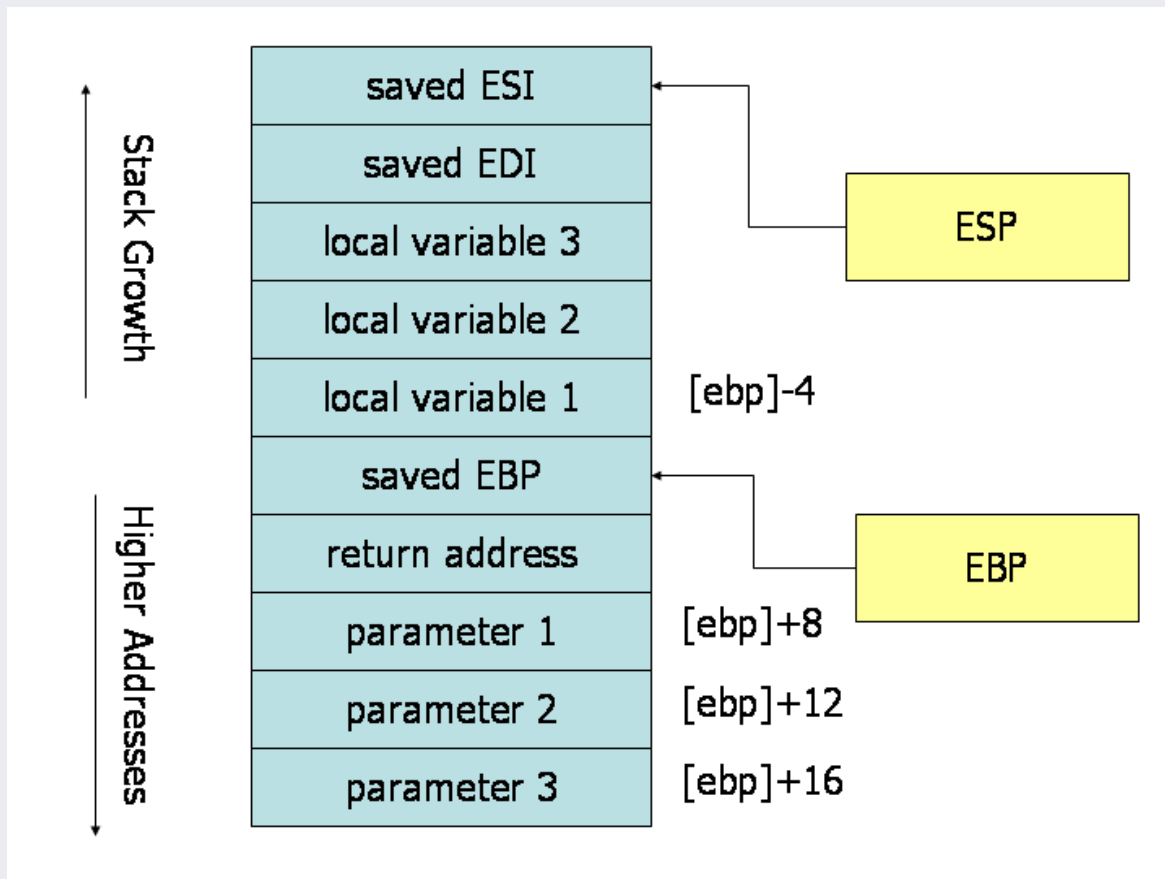 saved ESI
saved EDI
local variable 3
local variable 2
local variable 1
saved EBP
return address
parameter 1
parameter 2
parameter 3
Stack Growth
Higher Addresses
[ebp]-4
[ebp]+8
[ebp]+12
[ebp]+16
ESP
EBP